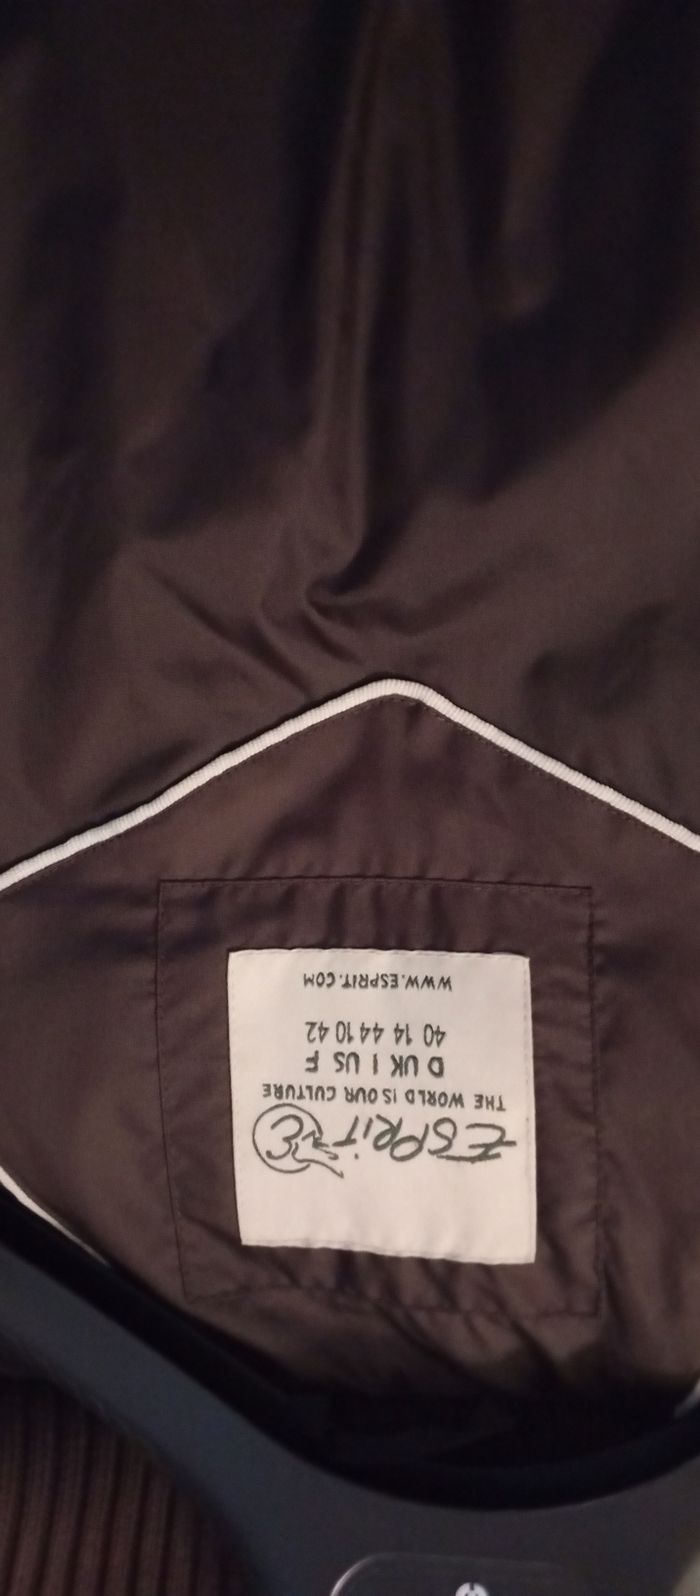 ESPRIT
THE WORLD IS OUR CULTURE
D UK I US F
40 14 44 10 42
WWW.ESPRIT.COM